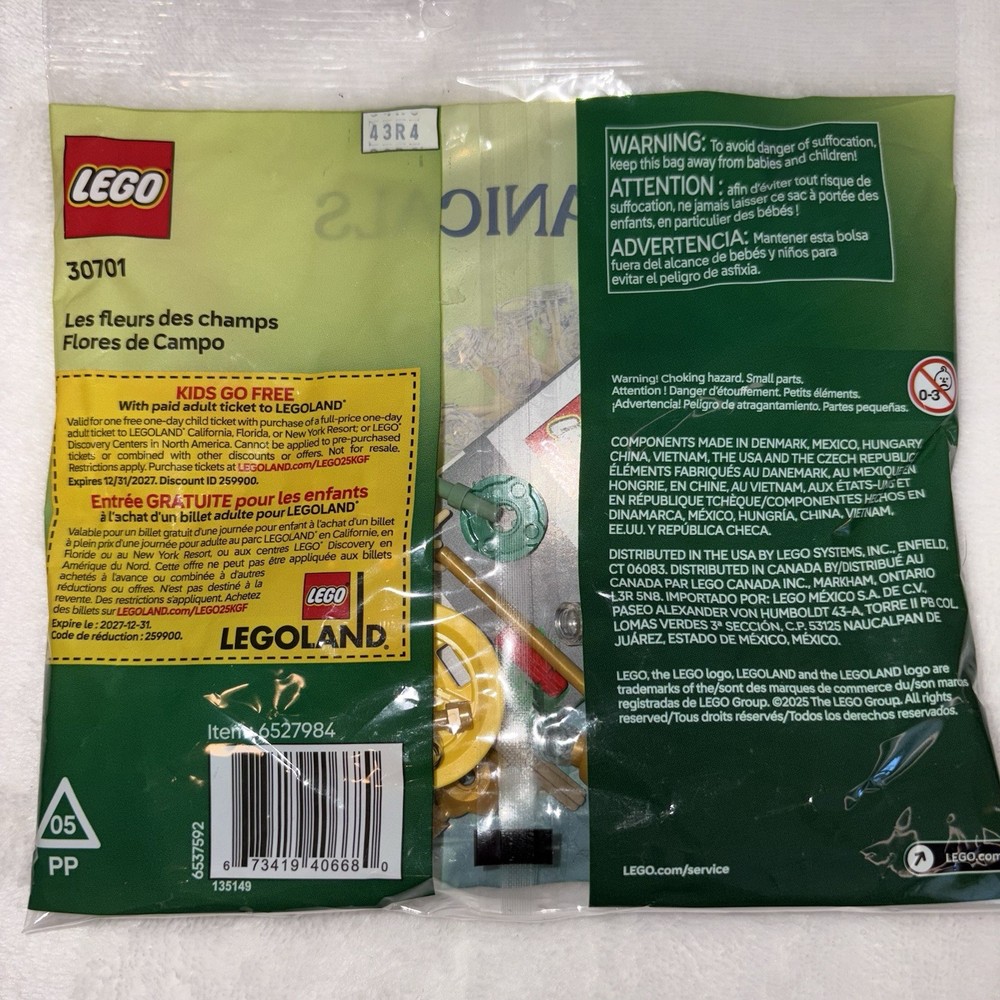 43R4
LEGO
30701
Les fleurs des champs
Flores de Campo
KIDS GO FREE
With paid adult ticket to LEGOLAND®
Valid for one free one-day child ticket with purchase of a full-price one-day
adult ticket to LEGOLAND® California, Florida, or New York Resort; or LEGO®
Discovery Centers in North America. Cannot be applied to pre-purchased
tickets or combined with other discounts or offers. Not for resale.
Restrictions apply. Purchase tickets at LEGOLAND.com/LEGO25KGF
Expires 12/31/2027. Discount ID 259900.
Entrée GRATUITE pour les enfants
à l'achat d'un billet adulte pour LEGOLAND®
Valable pour un billet gratuit d'une journée pour enfant à l'achat d'un billet
à plein prix d'une journée pour adulte au parc LEGOLAND® en Californie, en
Floride ou au New York Resort, ou aux centres LEGO® Discovery en
Amérique du Nord. Cette offre ne peut pas être appliquée aux billets
achetés à l'avance ou combinée à d'autres
réductions ou offres. N'est pas destiné à la
revente. Des restrictions s'appliquent. Achetez
des billets sur LEGOLAND.com/LEGO25KGF
Expire le : 2027-12-31.
Code de réduction : 259900.
LEGO
LEGOLAND®
Item: 6527984
6537592
6 73419 40668 0
135149
05
PP
WARNING: To avoid danger of suffocation,
keep this bag away from babies and children!
ATTENTION : afin d'éviter tout risque de
suffocation, ne jamais laisser ce sac à portée des
enfants, en particulier des bébés !
ADVERTENCIA: Mantener esta bolsa
fuera del alcance de bebés y niños para
evitar el peligro de asfixia.
Warning! Choking hazard. Small parts.
Attention ! Danger d'étouffement. Petits éléments.
¡Advertencia! Peligro de atragantamiento. Partes pequeñas.
0-3
COMPONENTS MADE IN DENMARK, MEXICO, HUNGARY
CHINA, VIETNAM, THE USA AND THE CZECH REPUBLIC
ÉLÉMENTS FABRIQUÉS AU DANEMARK, AU MEXIQUE, EN
HONGRIE, EN CHINE, AU VIETNAM, AUX ÉTATS-UNIS ET
EN RÉPUBLIQUE TCHÈQUE/COMPONENTES HECHOS EN
DINAMARCA, MÉXICO, HUNGRÍA, CHINA, VIETNAM,
EE.UU. Y REPÚBLICA CHECA.
DISTRIBUTED IN THE USA BY LEGO SYSTEMS, INC., ENFIELD,
CT 06083. DISTRIBUTED IN CANADA BY/DISTRIBUÉ AU
CANADA PAR LEGO CANADA INC., MARKHAM, ONTARIO
L3R 5N8. IMPORTADO POR: LEGO MÉXICO S.A. DE C.V.,
PASEO ALEXANDER VON HUMBOLDT 43-A, TORRE II PB COL.
LOMAS VERDES 3ª SECCIÓN, C.P. 53125 NAUCALPAN DE
JUÁREZ, ESTADO DE MÉXICO, MÉXICO.
LEGO, the LEGO logo, LEGOLAND and the LEGOLAND logo are
trademarks of the/sont des marques de commerce du/son marcas
registradas de LEGO Group. ©2025 The LEGO Group. All rights
reserved/Tous droits réservés/Todos los derechos reservados.
LEGO.com/service
LEGO.com